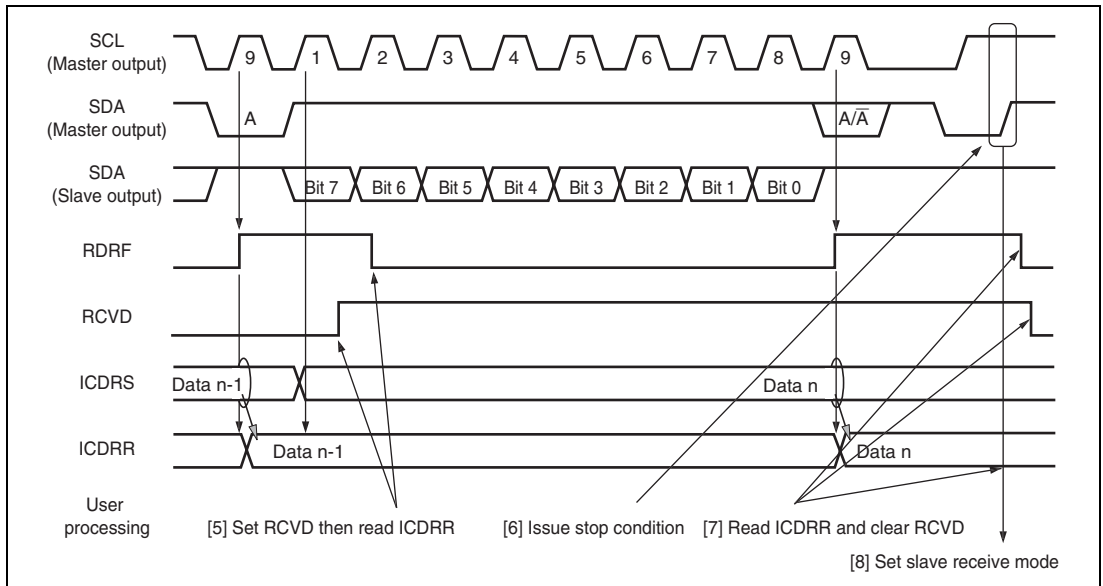 SCL
(Master output)
9 1 2 3 4 5 6 7 8 9
SDA
(Master output)
A A/A̅
SDA
(Slave output)
Bit 7 Bit 6 Bit 5 Bit 4 Bit 3 Bit 2 Bit 1 Bit 0
RDRF
RCVD
ICDRS
Data n-1 Data n
ICDRR
Data n-1 Data n
User
processing
[5] Set RCVD then read ICDRR [6] Issue stop condition [7] Read ICDRR and clear RCVD
[8] Set slave receive mode